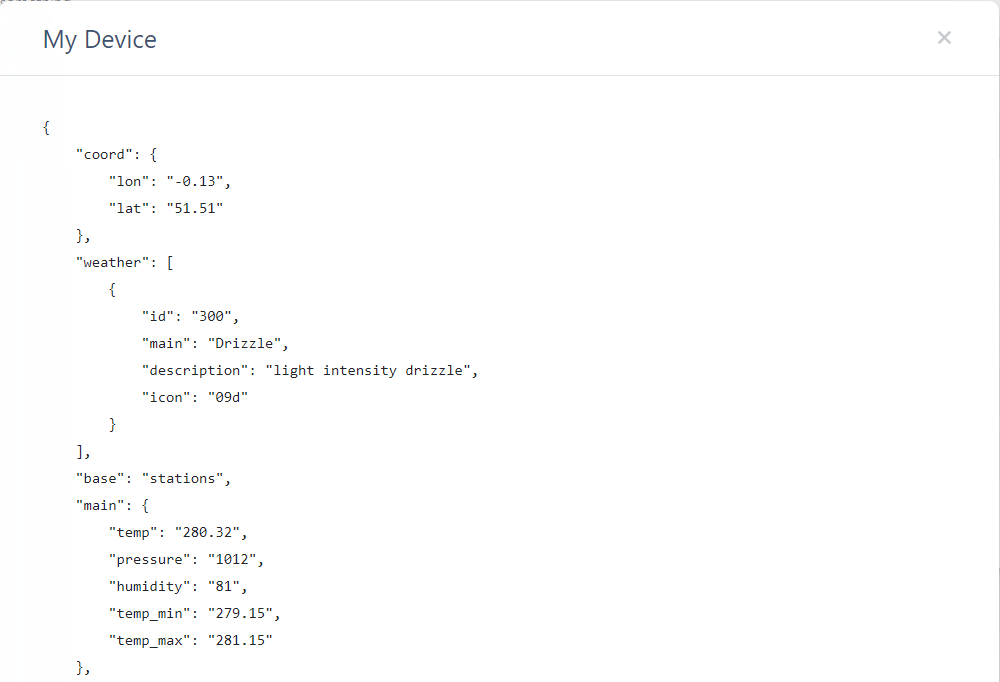 My Device
×
{
    "coord": {
        "lon": "-0.13",
        "lat": "51.51"
    },
    "weather": [
        {
            "id": "300",
            "main": "Drizzle",
            "description": "light intensity drizzle",
            "icon": "09d"
        }
    ],
    "base": "stations",
    "main": {
        "temp": "280.32",
        "pressure": "1012",
        "humidity": "81",
        "temp_min": "279.15",
        "temp_max": "281.15"
    },